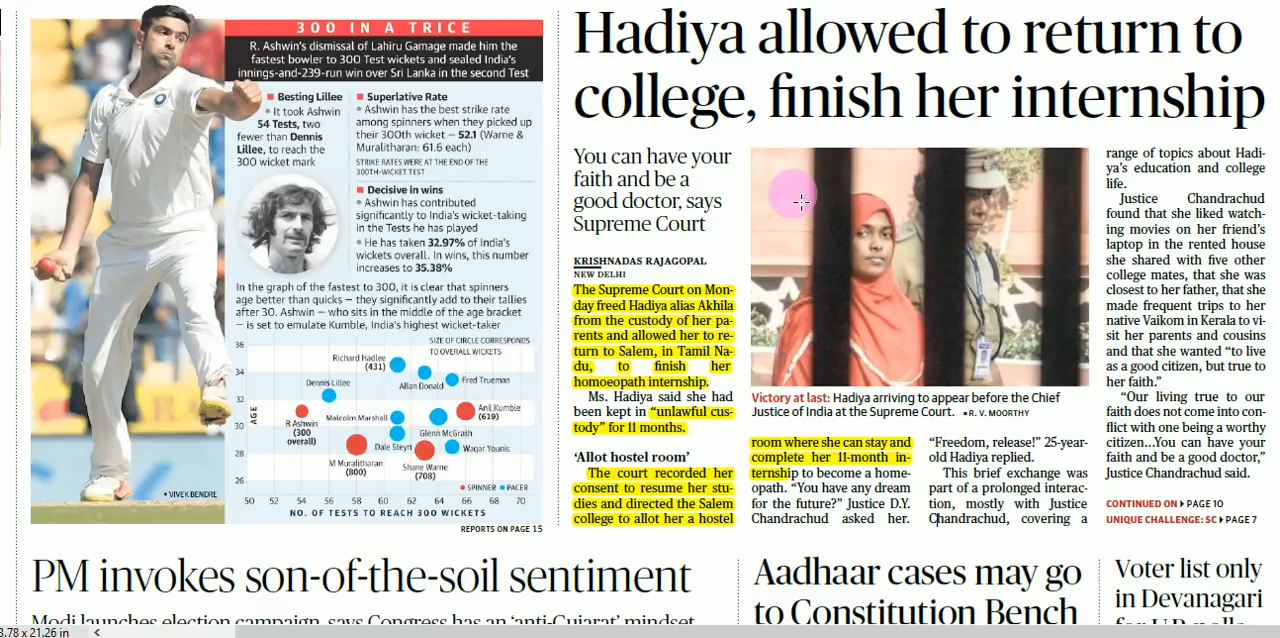 300 IN A TRICE
R. Ashwin's dismissal of Lahiru Gamage made him the
fastest bowler to 300 Test wickets and sealed India's
innings-and-239-run win over Sri Lanka in the second Test
Besting Lillee
• It took Ashwin
54 Tests, two
fewer than Dennis
Lillee, to reach the
300 wicket mark
Superlative Rate
• Ashwin has the best strike rate
among spinners when they picked up
their 300th wicket — 52.1 (Warne &
Muralitharan: 61.6 each)
STRIKE RATES WERE AT THE END OF THE
300TH-WICKET TEST
Decisive in wins
• Ashwin has contributed
significantly to India's wicket-taking
in the Tests he has played
• He has taken 32.97% of India's
wickets overall. In wins, this number
increases to 35.38%
In the graph of the fastest to 300, it is clear that spinners
age better than quicks — they significantly add to their tallies
after 30. Ashwin — who sits in the middle of the age bracket
— is set to emulate Kumble, India's highest wicket-taker
SIZE OF CIRCLE CORRESPONDS
TO OVERALL WICKETS
36
34
32
30
28
26
AGE
Richard Hadlee
(431)
Allan Donald
Fred Trueman
Dennis Lillee
R Ashwin
(300
overall)
Malcolm Marshall
Anil Kumble
(619)
Glenn McGrath
Dale Steyn
Waqar Younis
M Muralitharan
(800)
Shane Warne
(708)
• SPINNER • PACER
50 52 54 56 58 60 62 64 66 68 70
NO. OF TESTS TO REACH 300 WICKETS
• VIVEK BENDRE
REPORTS ON PAGE 15
Hadiya allowed to return to
college, finish her internship
You can have your
faith and be a
good doctor, says
Supreme Court
KRISHNADAS RAJAGOPAL
NEW DELHI
The Supreme Court on Mon-
day freed Hadiya alias Akhila
from the custody of her pa-
rents and allowed her to re-
turn to Salem, in Tamil Na-
du, to finish her
homoeopath internship.
Ms. Hadiya said she had
been kept in “unlawful cus-
tody” for 11 months.
‘Allot hostel room’
The court recorded her
consent to resume her stu-
dies and directed the Salem
college to allot her a hostel
Victory at last: Hadiya arriving to appear before the Chief
Justice of India at the Supreme Court. ▪ R. V. MOORTHY
room where she can stay and
complete her 11-month in-
ternship to become a home-
opath. “You have any dream
for the future?” Justice D.Y.
Chandrachud asked her.
“Freedom, release!” 25-year-
old Hadiya replied.
This brief exchange was
part of a prolonged interac-
tion, mostly with Justice
Chandrachud, covering a
range of topics about Hadi-
ya's education and college
life.
Justice Chandrachud
found that she liked watch-
ing movies on her friend's
laptop in the rented house
she shared with five other
college mates, that she was
closest to her father, that she
made frequent trips to her
native Vaikom in Kerala to vi-
sit her parents and cousins
and that she wanted “to live
as a good citizen, but true to
her faith.”
“Our living true to our
faith does not come into con-
flict with one being a worthy
citizen...You can have your
faith and be a good doctor,”
Justice Chandrachud said.
CONTINUED ON ▸ PAGE 10
UNIQUE CHALLENGE: SC ▸ PAGE 7
PM invokes son-of-the-soil sentiment
Modi launches election campaign, says Congress has an ‘anti-Gujarat’ mindset
Aadhaar cases may go
to Constitution Bench
Voter list only
in Devanagari
for U.P. polls
8.78 x 21.26 in